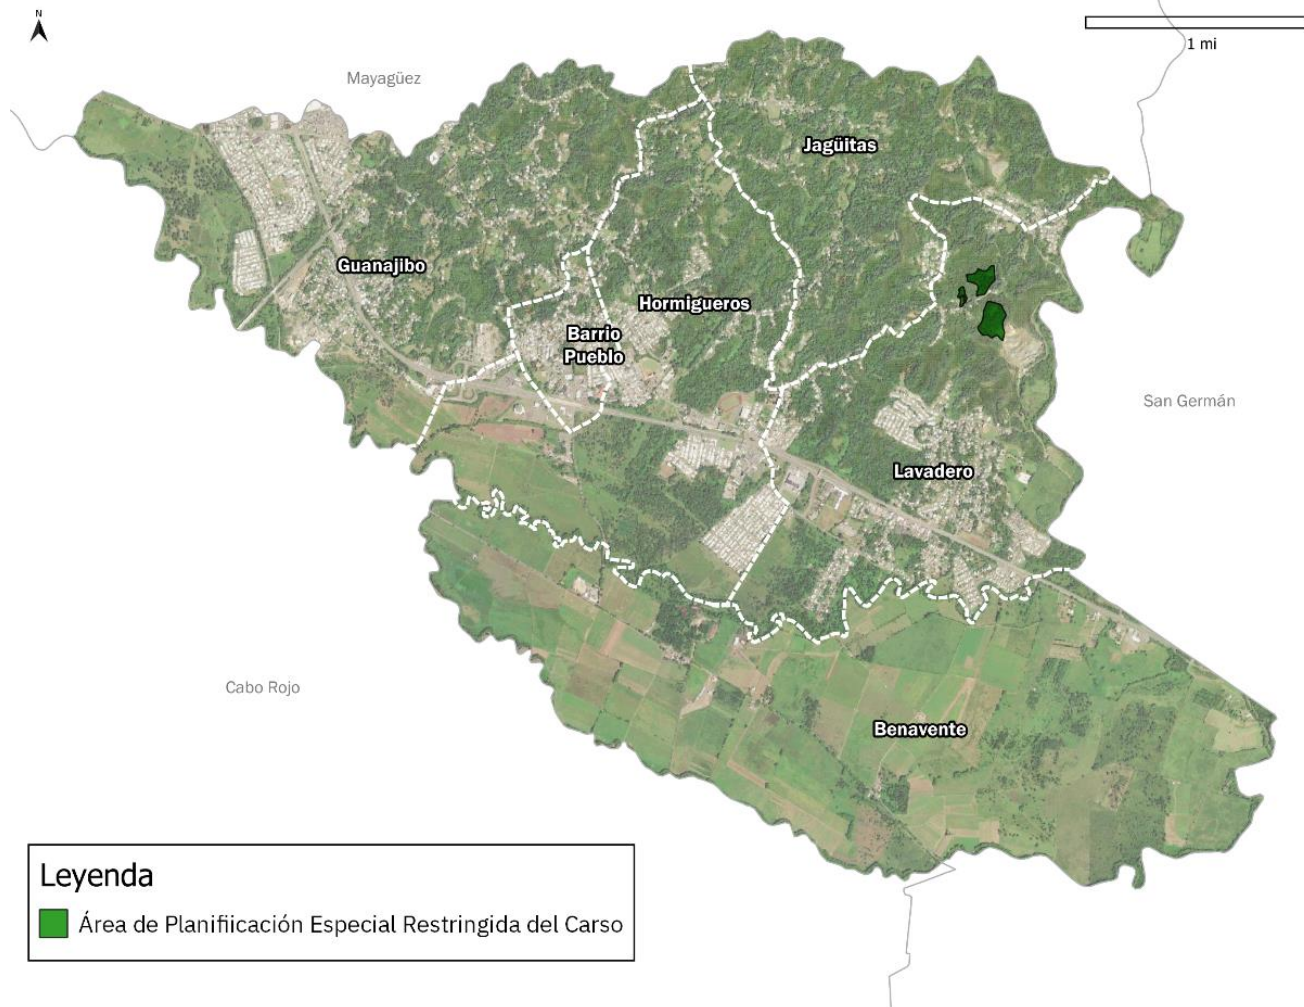 N
1 mi
Mayagüez
Jagüitas
Guanajibo
Hormigueros
Barrio
Pueblo
San Germán
Lavadero
Cabo Rojo
Benavente
Leyenda
Área de Planifiicación Especial Restringida del Carso